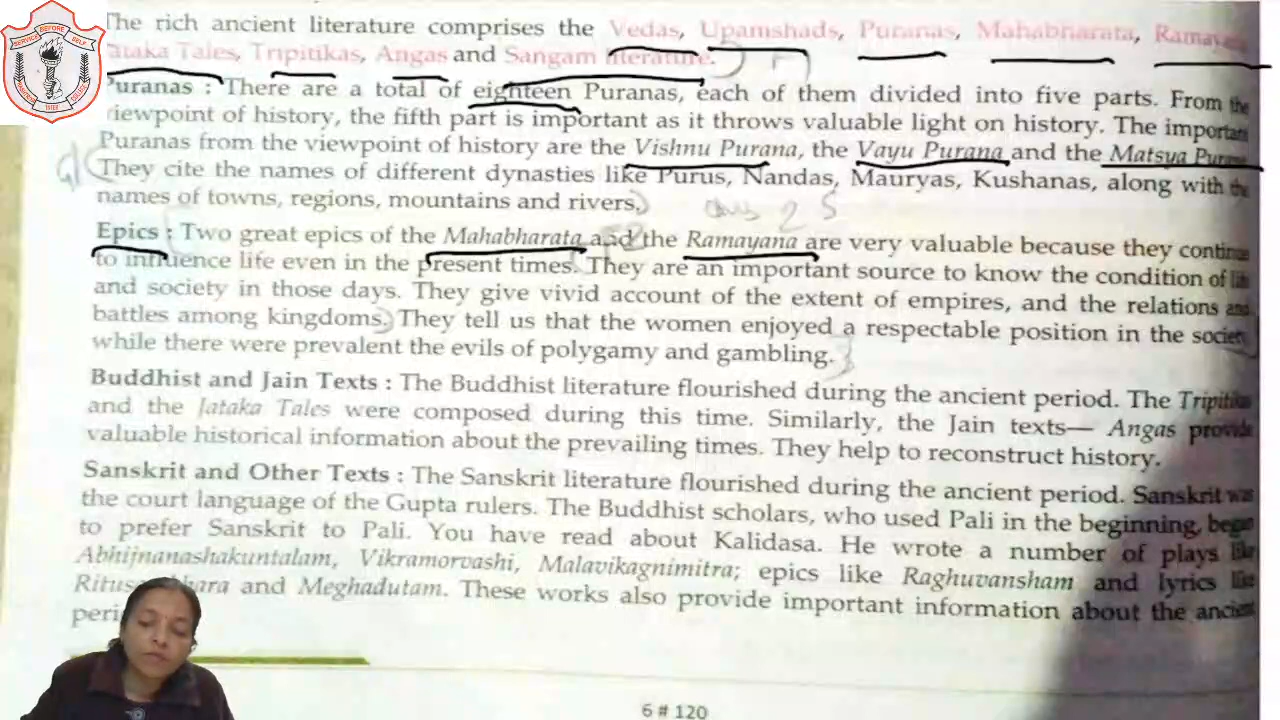 SERVICE BEFORE SELF
The rich ancient literature comprises the Vedas, Upanishads, Puranas, Mahabharata, Ramayana,
Jataka Tales, Tripitikas, Angas and Sangam literature.
Puranas : There are a total of eighteen Puranas, each of them divided into five parts. From the
viewpoint of history, the fifth part is important as it throws valuable light on history. The important
Puranas from the viewpoint of history are the Vishnu Purana, the Vayu Purana and the Matsya Purana.
They cite the names of different dynasties like Purus, Nandas, Mauryas, Kushanas, along with the
names of towns, regions, mountains and rivers.
Epics : Two great epics of the Mahabharata and the Ramayana are very valuable because they continue
to influence life even in the present times. They are an important source to know the condition of life
and society in those days. They give vivid account of the extent of empires, and the relations and
battles among kingdoms. They tell us that the women enjoyed a respectable position in the society
while there were prevalent the evils of polygamy and gambling.
Buddhist and Jain Texts : The Buddhist literature flourished during the ancient period. The Tripitikas
and the Jataka Tales were composed during this time. Similarly, the Jain texts— Angas provide
valuable historical information about the prevailing times. They help to reconstruct history.
Sanskrit and Other Texts : The Sanskrit literature flourished during the ancient period. Sanskrit was
the court language of the Gupta rulers. The Buddhist scholars, who used Pali in the beginning, began
to prefer Sanskrit to Pali. You have read about Kalidasa. He wrote a number of plays like
Abhijnanashakuntalam, Vikramorvashi, Malavikagnimitra; epics like Raghuvansham and lyrics like
and Meghadutam. These works also provide important information about the ancient
6 # 120